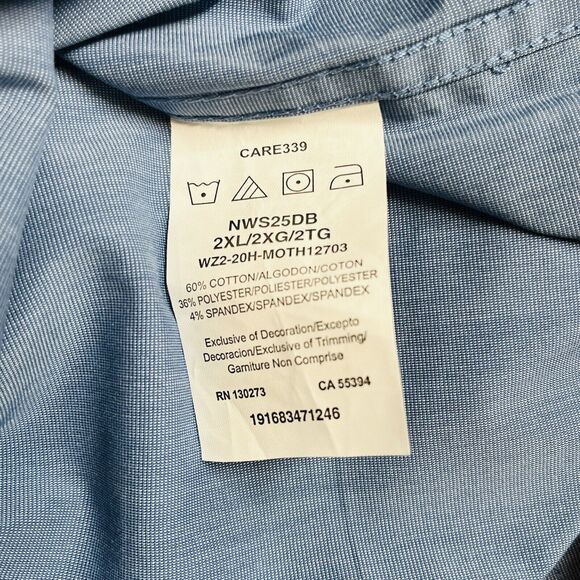 CARE339
NWS25DB
2XL/2XG/2TG
WZ2-20H-MOTH12703
60% COTTON/ALGODON/COTON
36% POLYESTER/POLIESTER/POLYESTER
4% SPANDEX/SPANDEX/SPANDEX
Exclusive of Decoration/Excepto
Decoracion/Exclusive of Trimming/
Garniture Non Comprise
RN 130273 CA 55394
191683471246